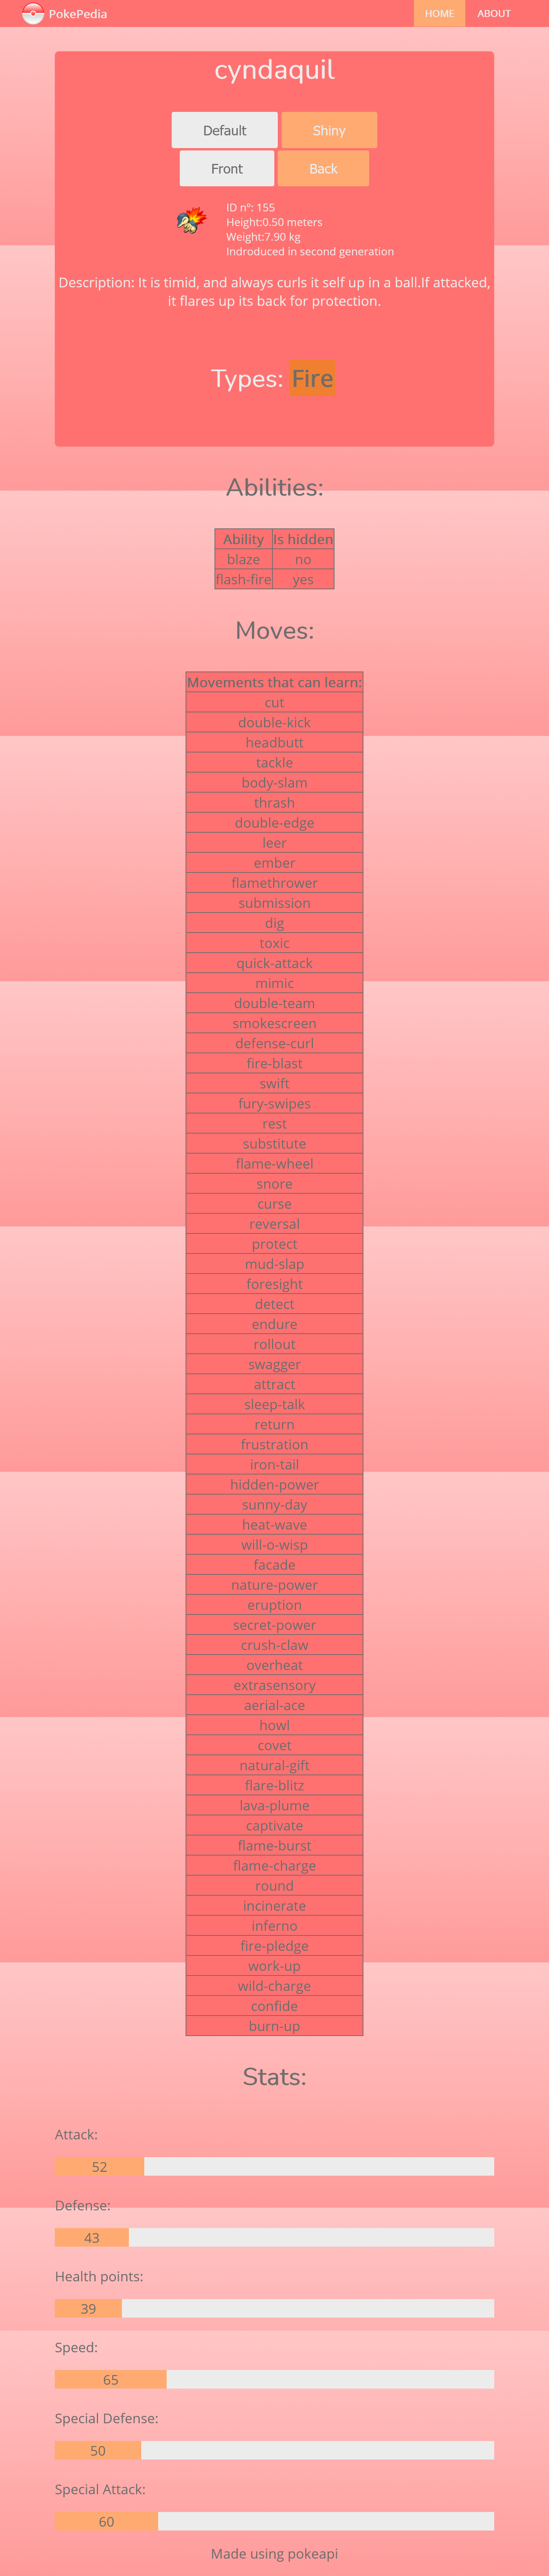 PokePedia
HOME ABOUT
cyndaquil
Default Shiny
Front Back
ID nº: 155
Height:0.50 meters
Weight:7.90 kg
Indroduced in second generation
Description: It is timid, and always curls it self up in a ball.If attacked,
it flares up its back for protection.
Types: Fire
Abilities:
Ability Is hidden
blaze no
flash-fire yes
Moves:
Movements that can learn:
cut
double-kick
headbutt
tackle
body-slam
thrash
double-edge
leer
ember
flamethrower
submission
dig
toxic
quick-attack
mimic
double-team
smokescreen
defense-curl
fire-blast
swift
fury-swipes
rest
substitute
flame-wheel
snore
curse
reversal
protect
mud-slap
foresight
detect
endure
rollout
swagger
attract
sleep-talk
return
frustration
iron-tail
hidden-power
sunny-day
heat-wave
will-o-wisp
facade
nature-power
eruption
secret-power
crush-claw
overheat
extrasensory
aerial-ace
howl
covet
natural-gift
flare-blitz
lava-plume
captivate
flame-burst
flame-charge
round
incinerate
inferno
fire-pledge
work-up
wild-charge
confide
burn-up
Stats:
Attack:
52
Defense:
43
Health points:
39
Speed:
65
Special Defense:
50
Special Attack:
60
Made using pokeapi